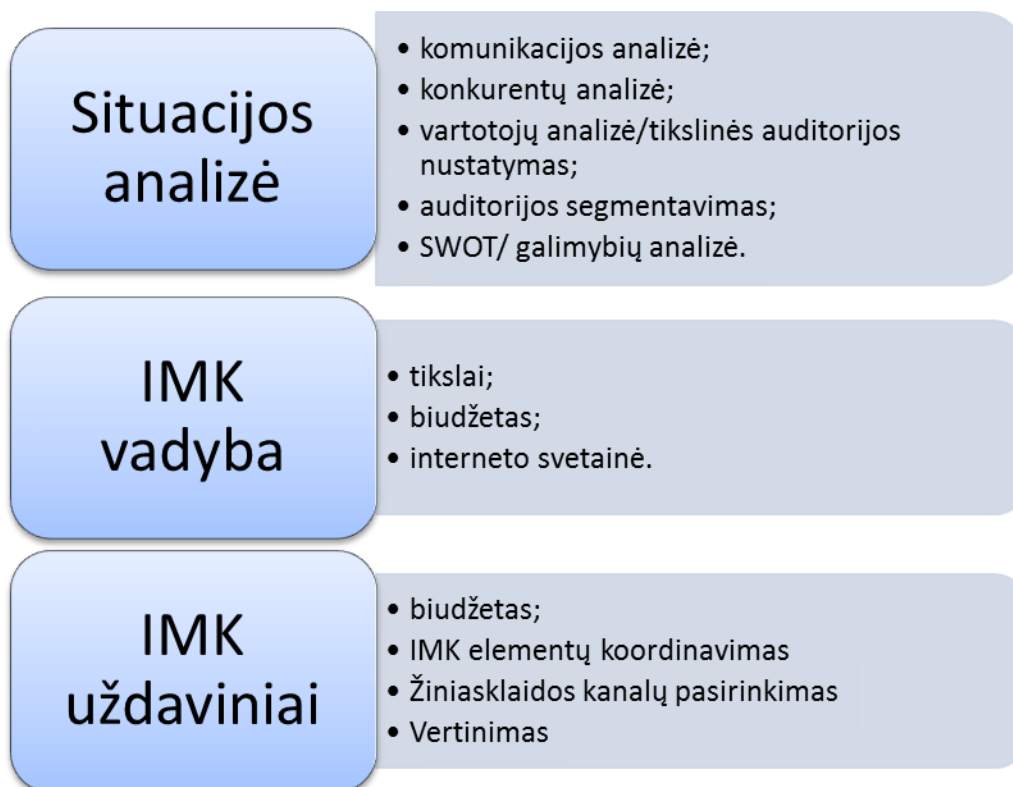 Situacijos
analizė
• komunikacijos analizė;
• konkurentų analizė;
• vartotojų analizė/tikslinės auditorijos
nustatymas;
• auditorijos segmentavimas;
• SWOT/ galimybių analizė.
IMK
vadyba
• tikslai;
• biudžetas;
• interneto svetainė.
IMK
uždaviniai
• biudžetas;
• IMK elementų koordinavimas
• Žiniasklaidos kanalų pasirinkimas
• Vertinimas